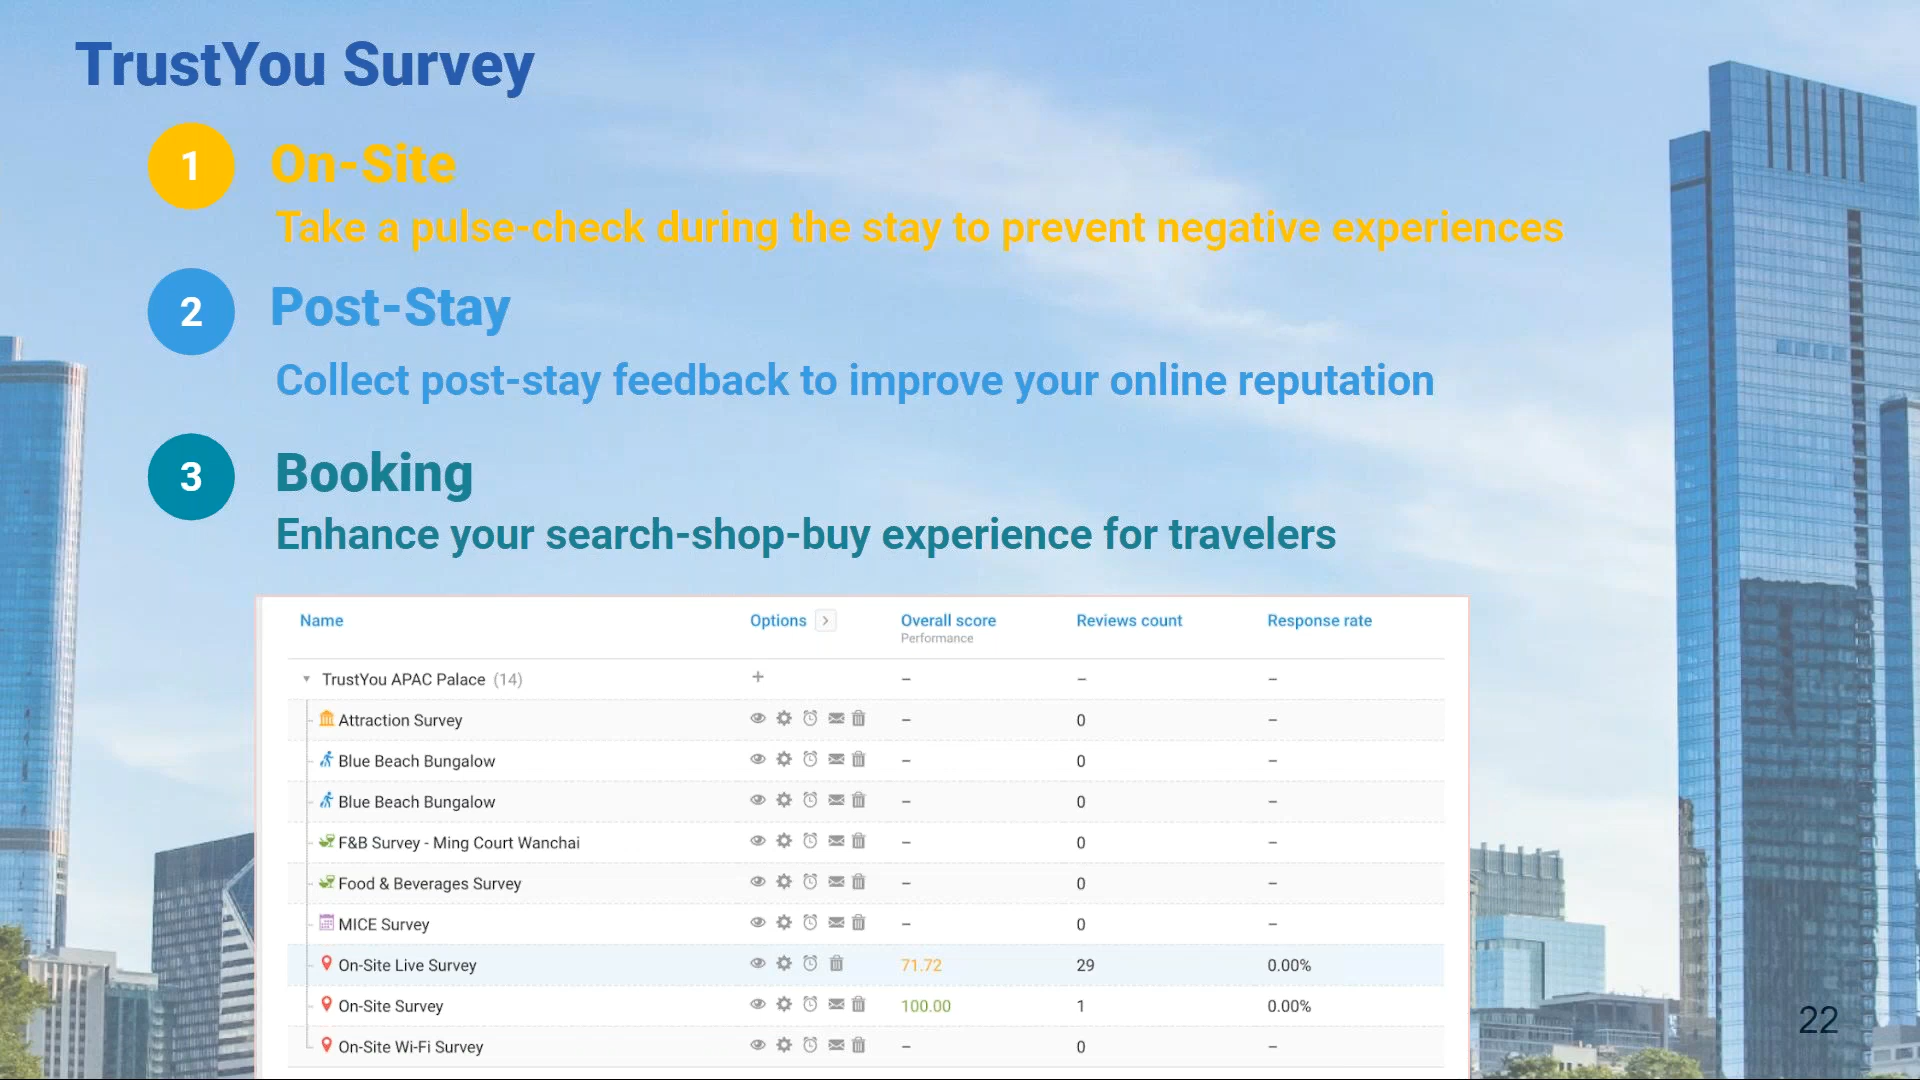 TrustYou Survey
1 On-Site
Take a pulse-check during the stay to prevent negative experiences
2 Post-Stay
Collect post-stay feedback to improve your online reputation
3 Booking
Enhance your search-shop-buy experience for travelers
Name Options Overall score Reviews count Response rate
Performance
TrustYou APAC Palace (14) + – – –
Attraction Survey – 0 –
Blue Beach Bungalow – 0 –
Blue Beach Bungalow – 0 –
F&B Survey - Ming Court Wanchai – 0 –
Food & Beverages Survey – 0 –
MICE Survey – 0 –
On-Site Live Survey 71.72 29 0.00%
On-Site Survey 100.00 1 0.00%
On-Site Wi-Fi Survey – 0 –
22